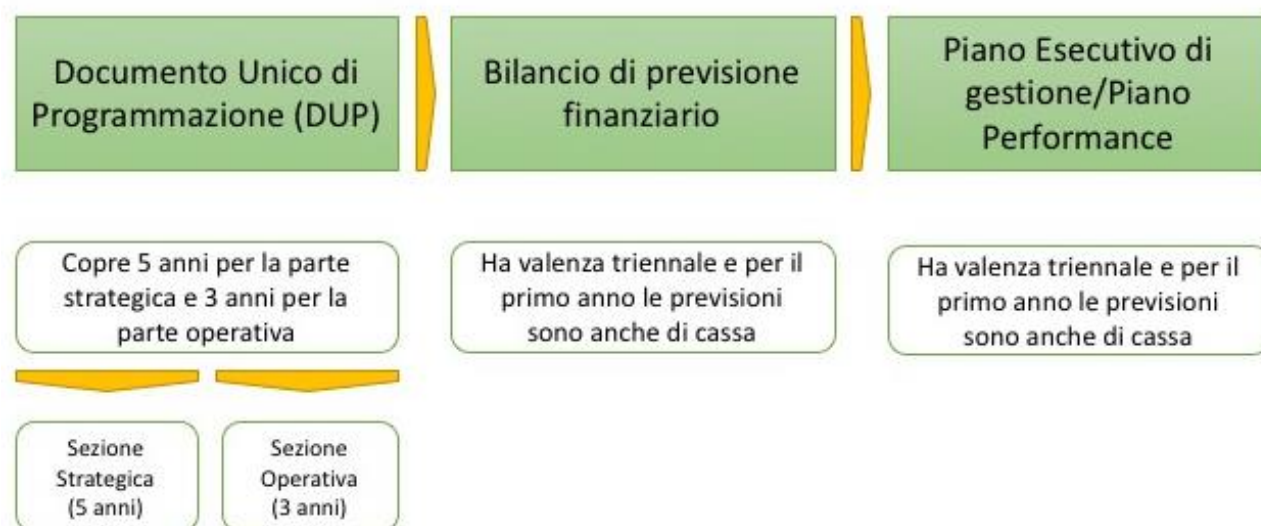 Documento Unico di
Programmazione (DUP)
Bilancio di previsione
finanziario
Piano Esecutivo di
gestione/Piano
Performance
Copre 5 anni per la parte
strategica e 3 anni per la
parte operativa
Ha valenza triennale e per il
primo anno le previsioni
sono anche di cassa
Ha valenza triennale e per il
primo anno le previsioni
sono anche di cassa
Sezione
Strategica
(5 anni)
Sezione
Operativa
(3 anni)